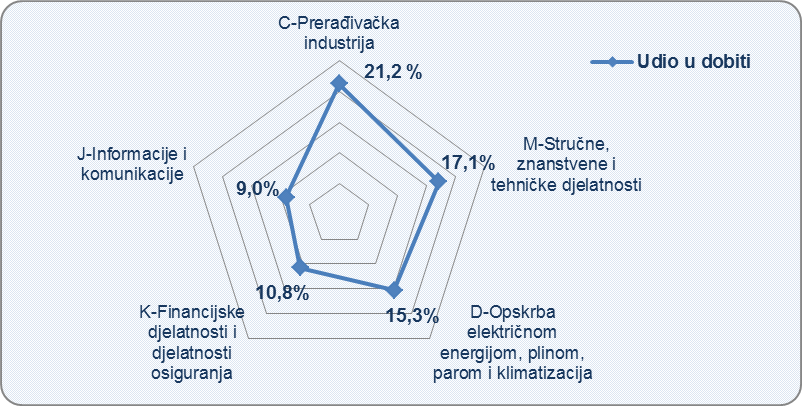 C-Prerađivačka
industrija
21,2 %
Udio u dobiti
M-Stručne,
znanstvene i
tehničke djelatnosti
17,1%
D-Opskrba
električnom
energijom, plinom,
parom i klimatizacija
15,3%
K-Financijske
djelatnosti i
djelatnosti
osiguranja
10,8%
J-Informacije i
komunikacije
9,0%